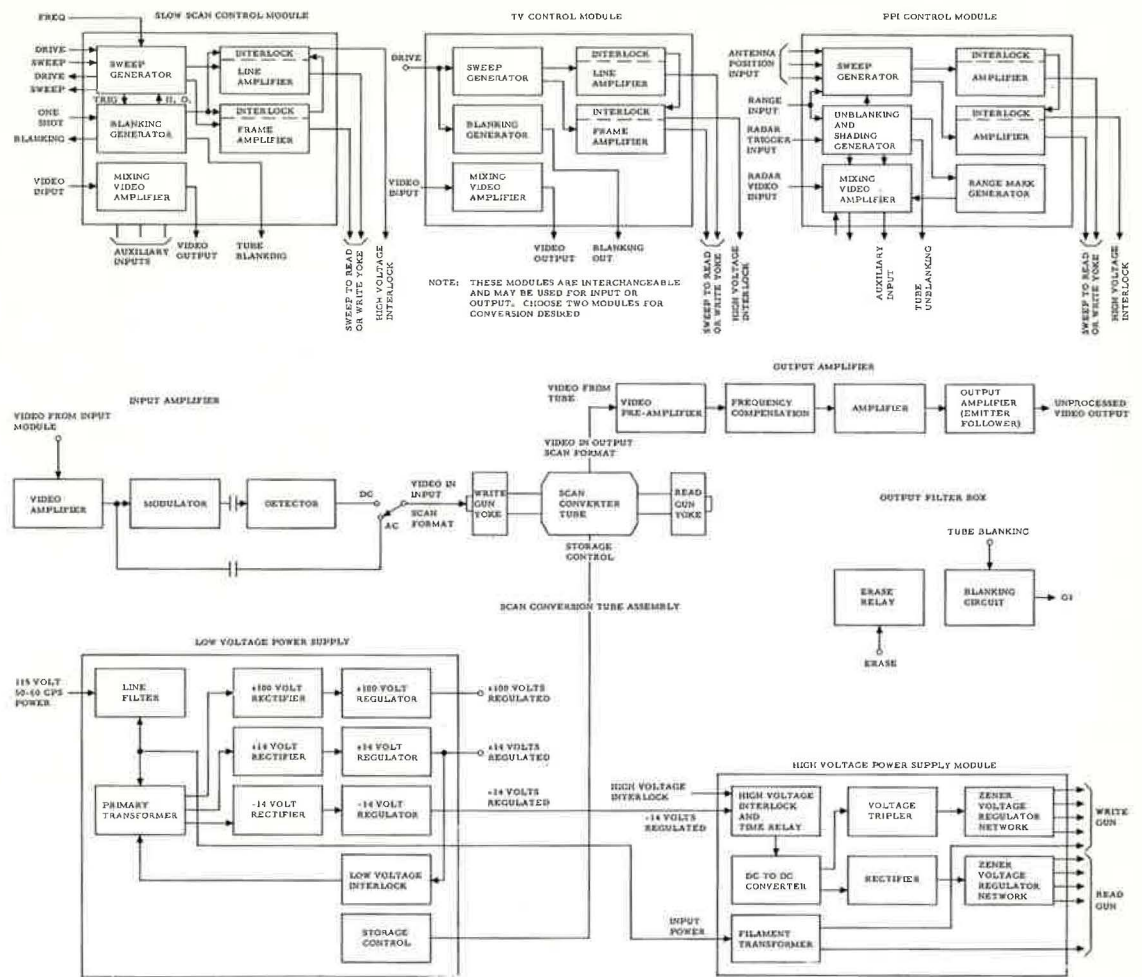 SLOW SCAN CONTROL MODULE
FREQ
DRIVE
SWEEP
DRIVE
SWEEP
ONE
SHOT
BLANKING
VIDEO
INPUT
SWEEP
GENERATOR
TRIG
BLANKING
GENERATOR
MIXING
VIDEO
AMPLIFIER
INTERLOCK
LINE
AMPLIFIER
INTERLOCK
FRAME
AMPLIFIER
AUXILIARY
INPUTS
VIDEO
OUTPUT
TUBE
BLANKING
SWEEP TO READ
OR WRITE YOKE
HIGH VOLTAGE
INTERLOCK
TV CONTROL MODULE
DRIVE
VIDEO
INPUT
SWEEP
GENERATOR
BLANKING
GENERATOR
MIXING
VIDEO
AMPLIFIER
INTERLOCK
LINE
AMPLIFIER
INTERLOCK
FRAME
AMPLIFIER
VIDEO
OUTPUT
BLANKING
OUT
SWEEP TO READ
OR WRITE YOKE
HIGH VOLTAGE
INTERLOCK
NOTE: THESE MODULES ARE INTERCHANGEABLE
AND MAY BE USED FOR INPUT OR
OUTPUT. CHOOSE TWO MODULES FOR
CONVERSION DESIRED
PPI CONTROL MODULE
ANTENNA
POSITION
INPUT
RANGE INPUT
RADAR
TRIGGER
INPUT
RADAR
VIDEO
INPUT
SWEEP
GENERATOR
UNBLANKING
AND
SHADING
GENERATOR
MIXING
VIDEO
AMPLIFIER
INTERLOCK
AMPLIFIER
INTERLOCK
AMPLIFIER
RANGE MARK
GENERATOR
AUXILIARY
INPUT
TUBE
UNBLANKING
SWEEP TO READ
OR WRITE YOKE
HIGH VOLTAGE
INTERLOCK
INPUT AMPLIFIER
VIDEO FROM INPUT
MODULE
VIDEO
AMPLIFIER
MODULATOR
DETECTOR
DC
AC
VIDEO IN
INPUT
SCAN
FORMAT
WRITE
GUN
YOKE
SCAN
CONVERTER
TUBE
READ
GUN
YOKE
STORAGE
CONTROL
VIDEO IN OUTPUT
SCAN FORMAT
VIDEO FROM
TUBE
OUTPUT AMPLIFIER
VIDEO
PRE-AMPLIFIER
FREQUENCY
COMPENSATION
AMPLIFIER
OUTPUT
AMPLIFIER
(EMITTER
FOLLOWER)
UNPROCESSED
VIDEO OUTPUT
OUTPUT FILTER BOX
TUBE BLANKING
ERASE
RELAY
BLANKING
CIRCUIT
G1
ERASE
SCAN CONVERSION TUBE ASSEMBLY
LOW VOLTAGE POWER SUPPLY
115 VOLT
50-60 CPS
POWER
LINE
FILTER
PRIMARY
TRANSFORMER
+100 VOLT
RECTIFIER
+100 VOLT
REGULATOR
+100 VOLTS
REGULATED
+14 VOLT
RECTIFIER
+14 VOLT
REGULATOR
+14 VOLTS
REGULATED
-14 VOLT
RECTIFIER
-14 VOLT
REGULATOR
-14 VOLTS
REGULATED
LOW VOLTAGE
INTERLOCK
STORAGE
CONTROL
HIGH VOLTAGE POWER SUPPLY MODULE
HIGH VOLTAGE
INTERLOCK
-14 VOLTS
REGULATED
INPUT
POWER
HIGH VOLTAGE
INTERLOCK
AND
TIME RELAY
DC TO DC
CONVERTER
FILAMENT
TRANSFORMER
VOLTAGE
TRIPLER
RECTIFIER
ZENER
VOLTAGE
REGULATOR
NETWORK
ZENER
VOLTAGE
REGULATOR
NETWORK
WRITE
GUN
READ
GUN